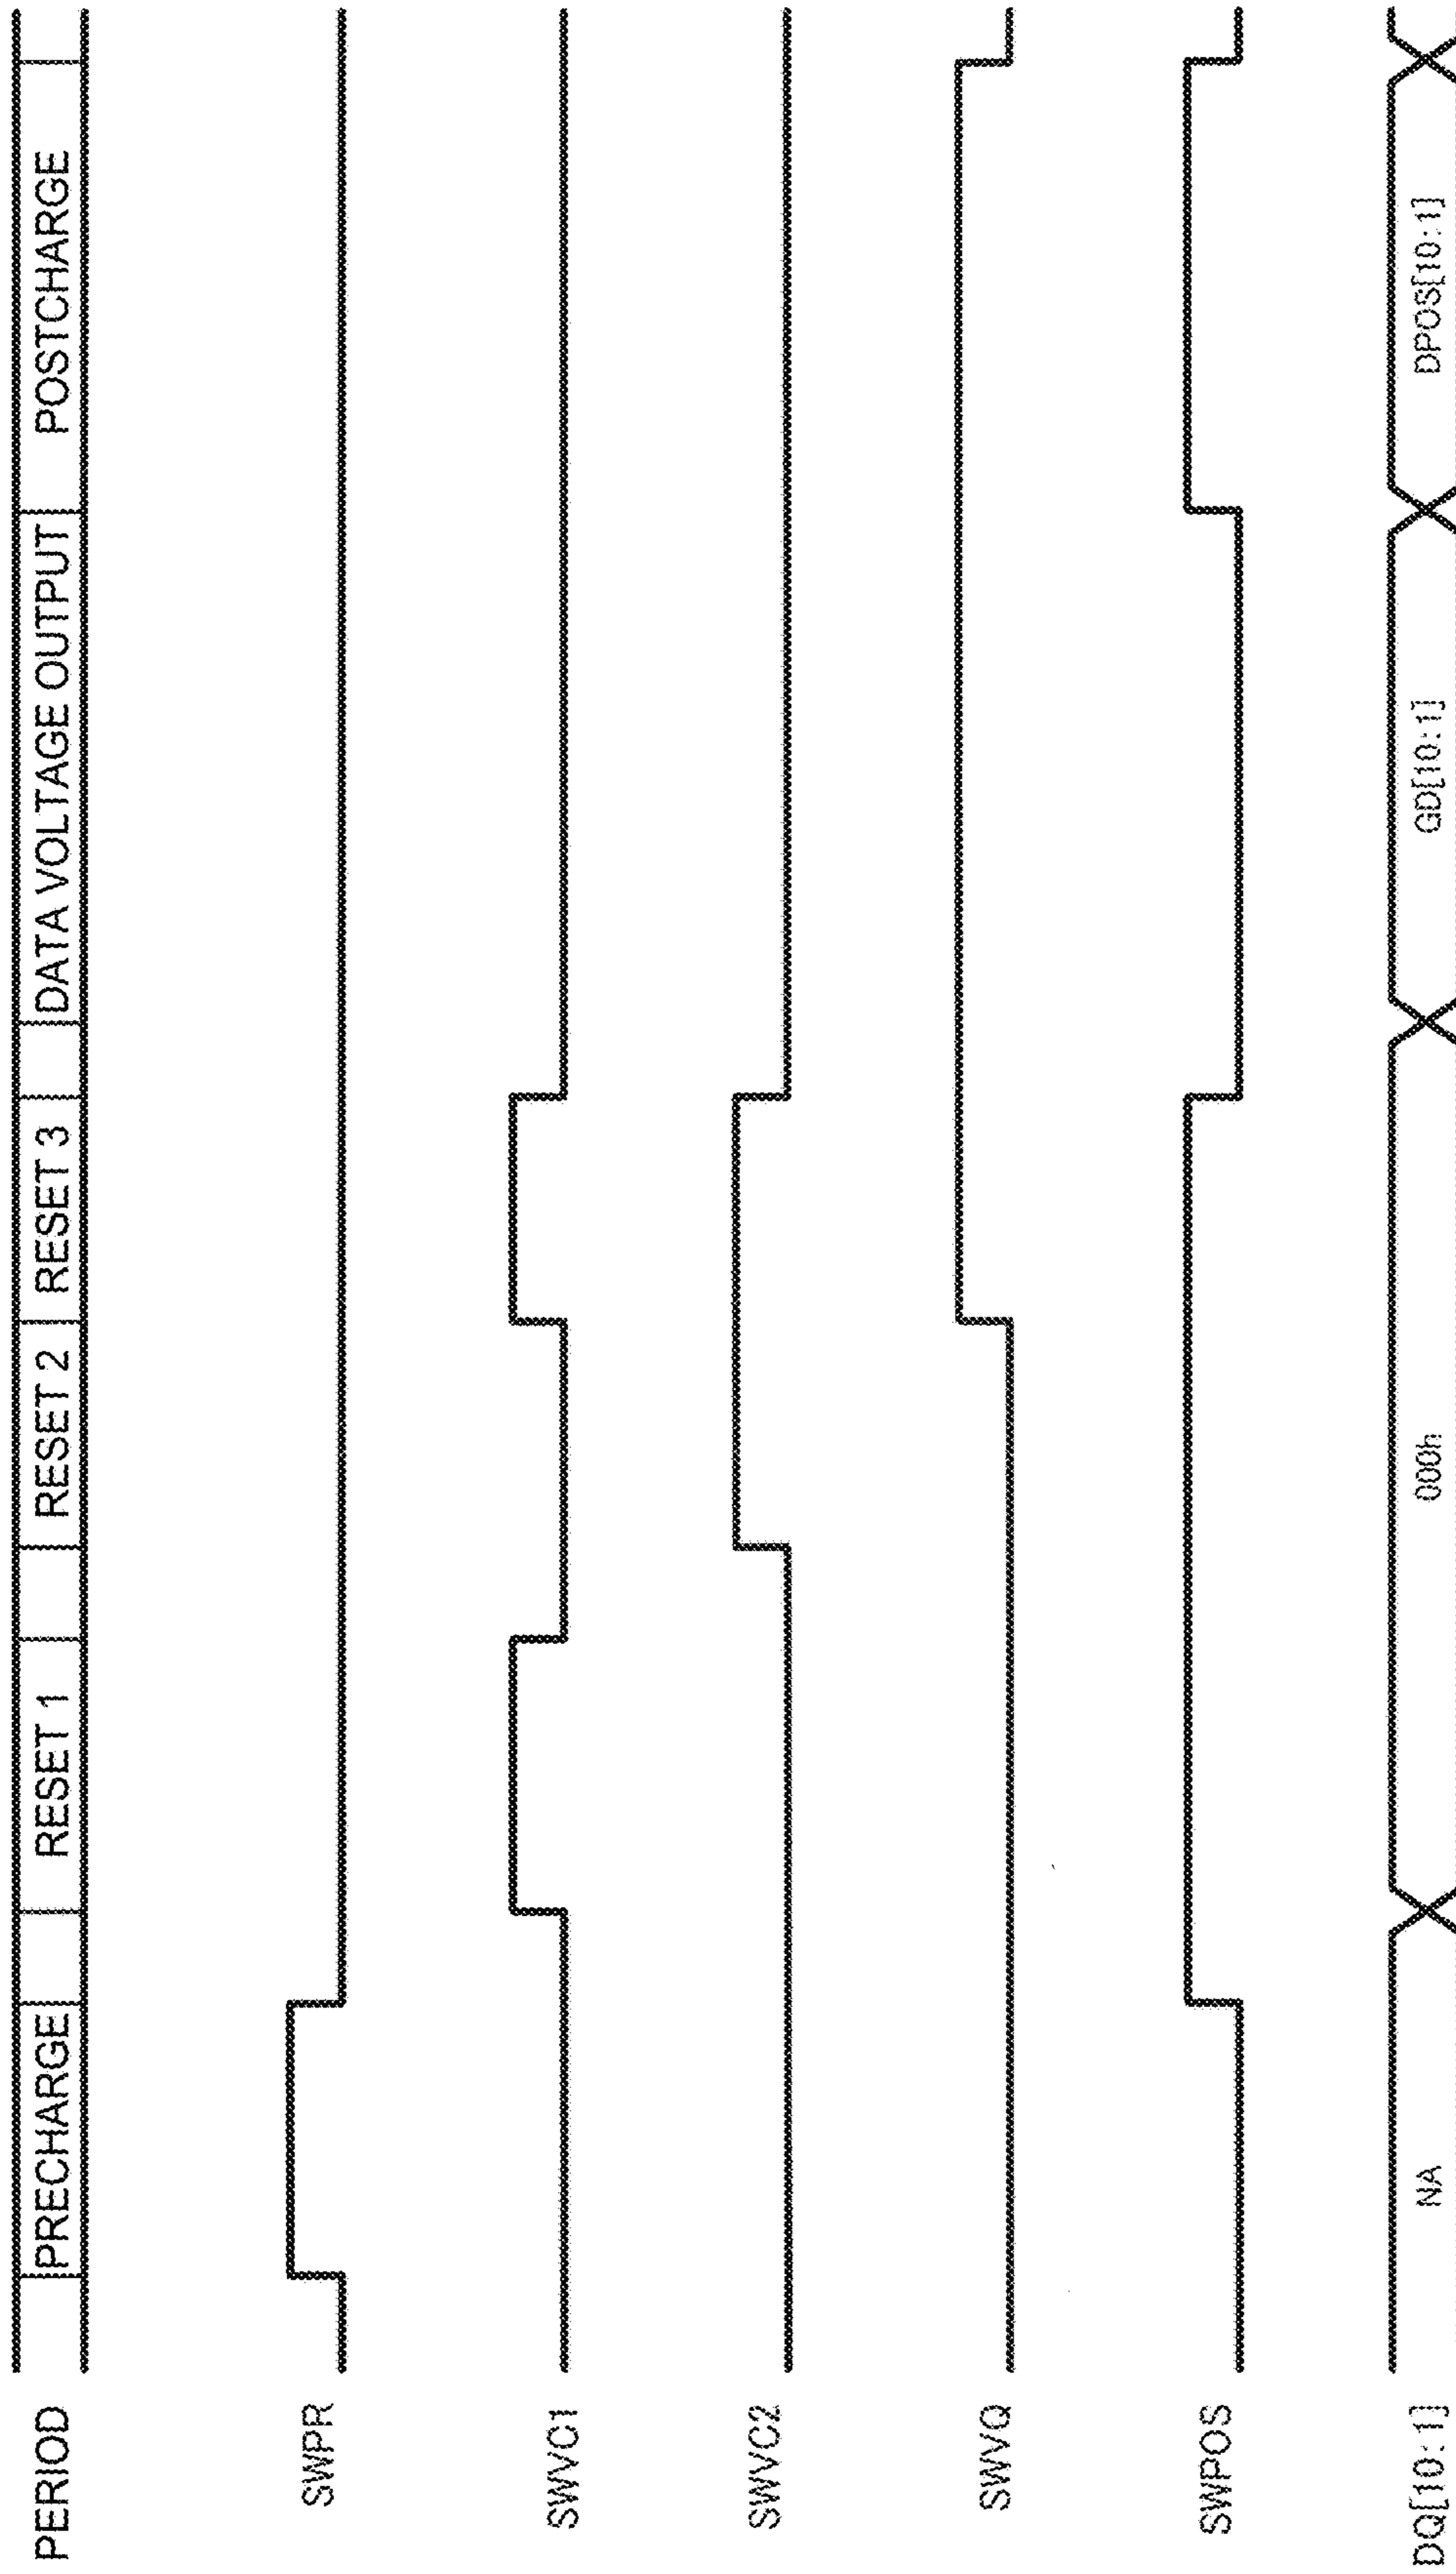 PERIOD PRECHARGE RESET 1 RESET 2 RESET 3 DATA VOLTAGE OUTPUT POSTCHARGE
SWPR
SWVC1
SWVC2
SWVQ
SWPOS
DQ[10:1] NA 000h GD[10:1] DPOS[10:1]